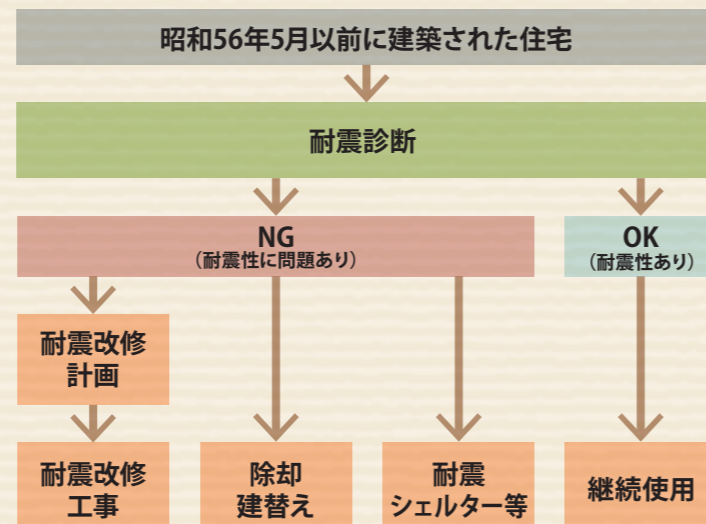 昭和56年5月以前に建築された住宅
耐震診断
NG
（耐震性に問題あり）
OK
（耐震性あり）
耐震改修
計画
耐震改修
工事
除却
建替え
耐震
シェルター等
継続使用